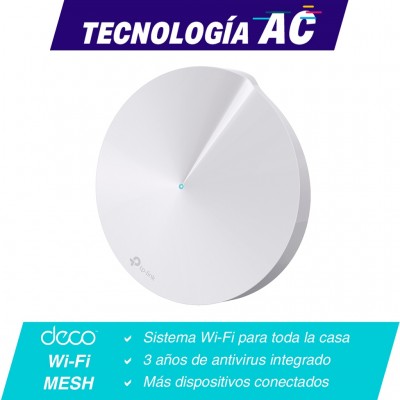 TECNOLOGÍA AC
tp-link
deco
Wi-Fi
MESH
Sistema Wi-Fi para toda la casa
3 años de antivirus integrado
Más dispositivos conectados